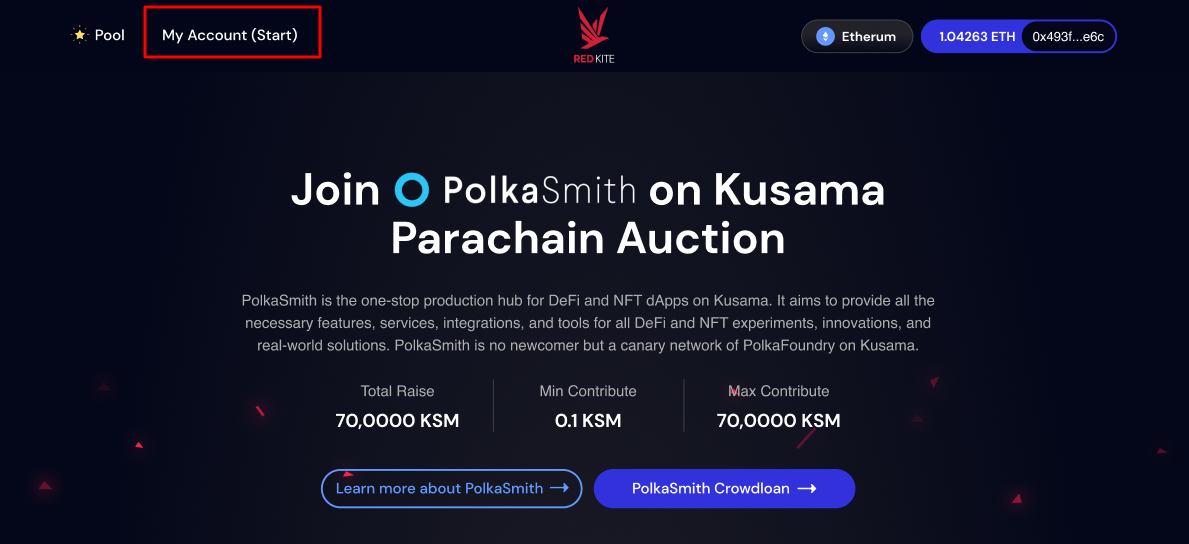 Pool
My Account (Start)
RED KITE
Etherum
1.04263 ETH
0x493f...e6c
Join PolkaSmith on Kusama
Parachain Auction
PolkaSmith is the one-stop production hub for DeFi and NFT dApps on Kusama. It aims to provide all the
necessary features, services, integrations, and tools for all DeFi and NFT experiments, innovations, and
real-world solutions. PolkaSmith is no newcomer but a canary network of PolkaFoundry on Kusama.
Total Raise
70,0000 KSM
Min Contribute
0.1 KSM
Max Contribute
70,0000 KSM
Learn more about PolkaSmith →
PolkaSmith Crowdloan →